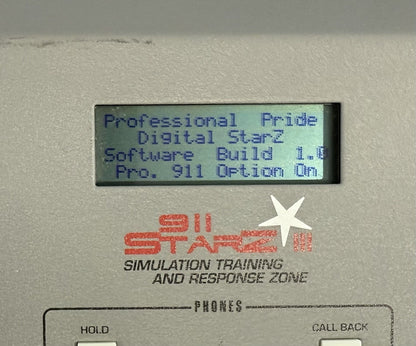 Professional Pride
Digital StarZ
Software Build 1.0
Pro. 911 Option On
911
STARZ III
SIMULATION TRAINING
AND RESPONSE ZONE
PHONES
HOLD
CALL BACK